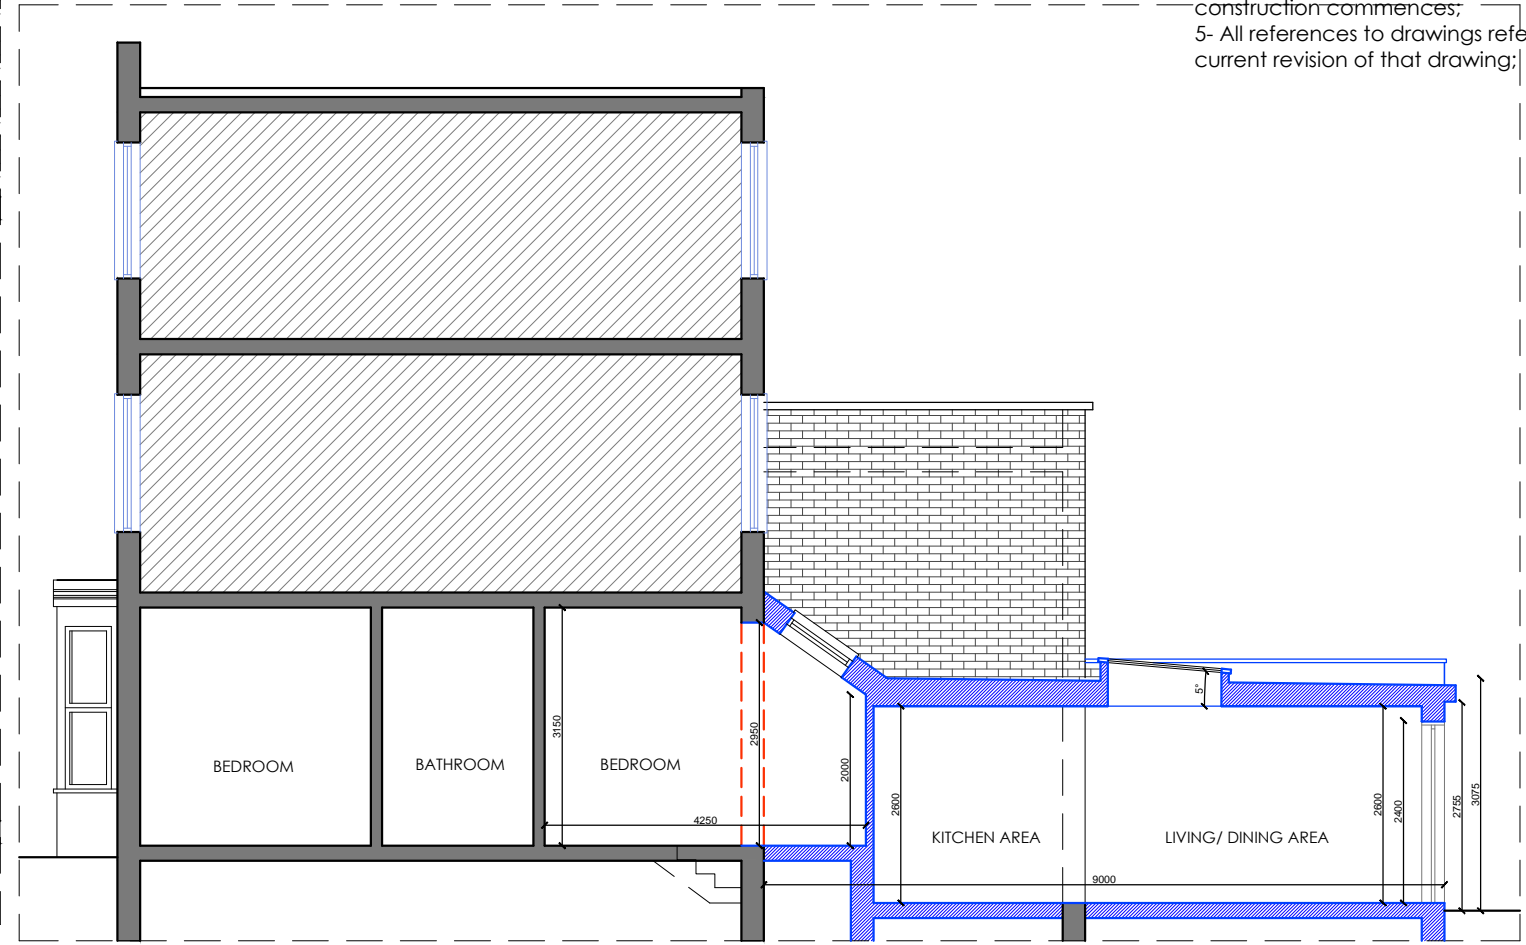 construction commences;
5- All references to drawings refe
current revision of that drawing;
5°
3150
2950
2000
BEDROOM
BATHROOM
BEDROOM
4250
2600
2600
2400
2755
3075
KITCHEN AREA
LIVING/ DINING AREA
9000